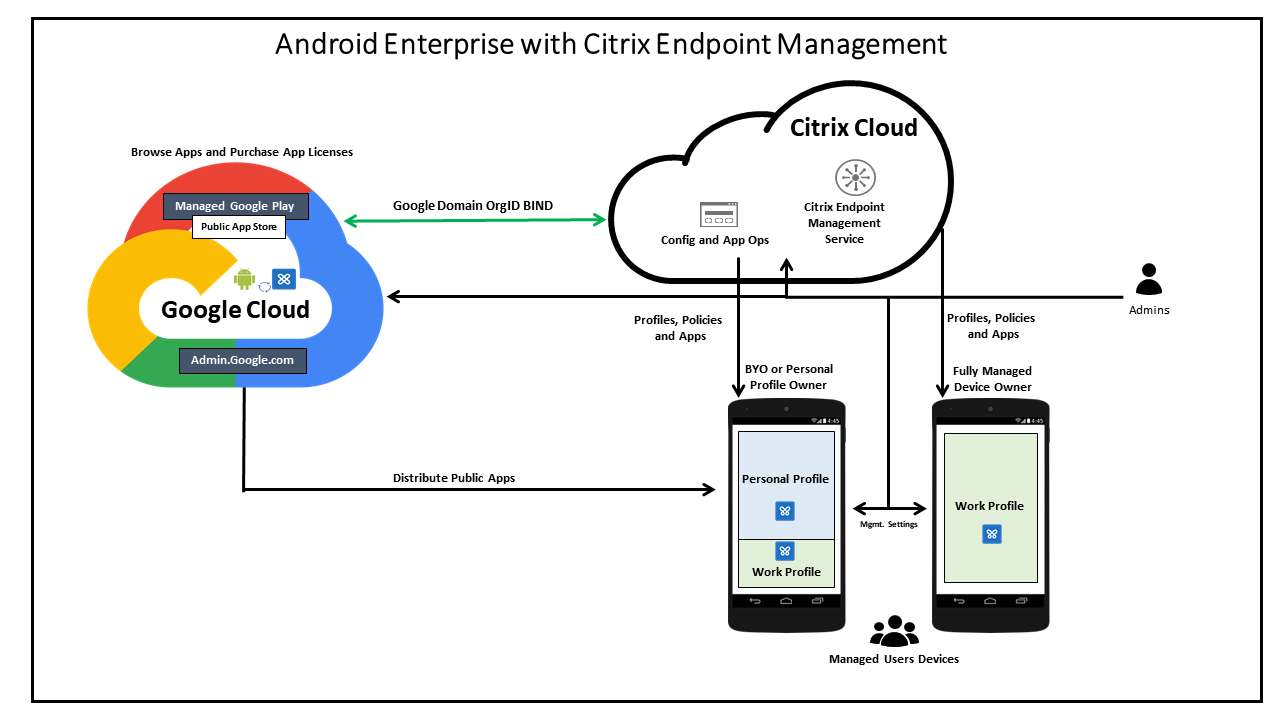 Android Enterprise with Citrix Endpoint Management
Citrix Cloud
Browse Apps and Purchase App Licenses
Managed Google Play
Public App Store
Google Domain OrgID BIND
Citrix Endpoint
Management
Service
Config and App Ops
Google Cloud
Admin.Google.com
Admins
Profiles, Policies
and Apps
Profiles, Policies
and Apps
BYO or Personal
Profile Owner
Fully Managed
Device Owner
4:45
4:45
Distribute Public Apps
Personal Profile
Work Profile
Mgmt. Settings
Work Profile
Managed Users Devices